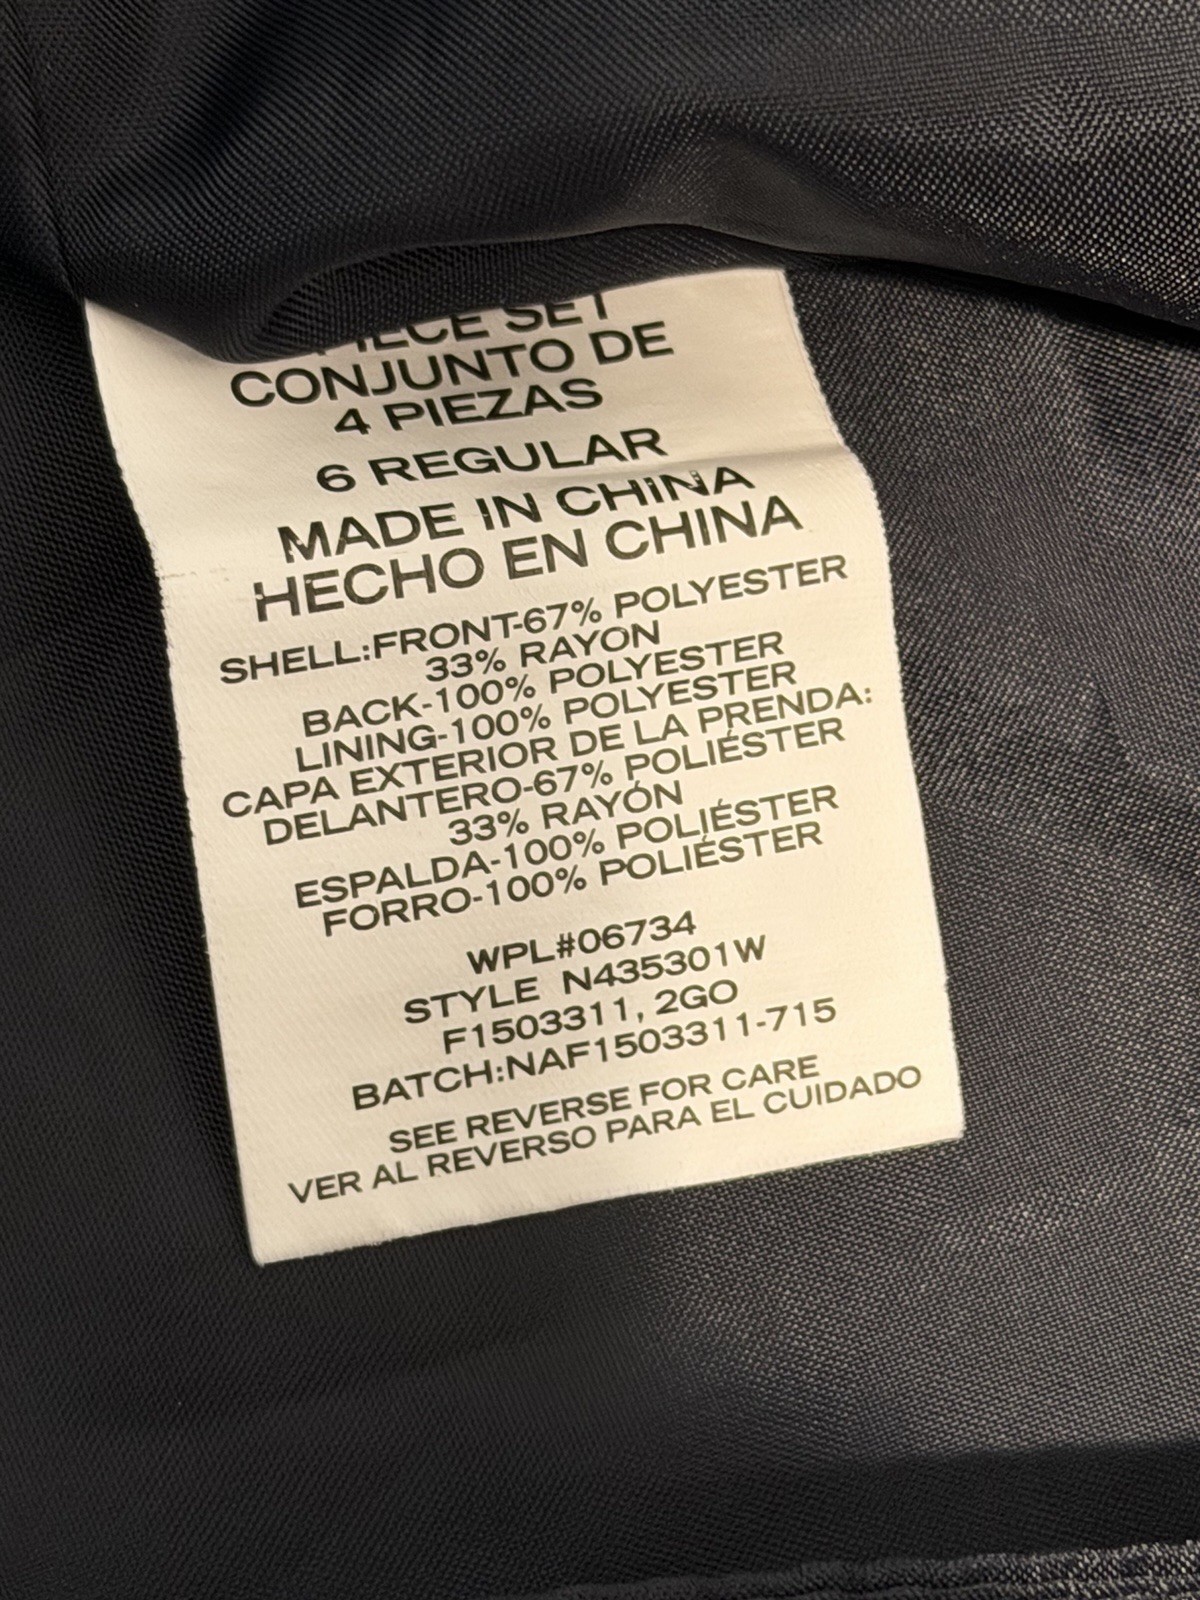 PIECE SET
CONJUNTO DE
4 PIEZAS
6 REGULAR
MADE IN CHINA
HECHO EN CHINA
SHELL:FRONT-67% POLYESTER
33% RAYON
BACK-100% POLYESTER
LINING-100% POLYESTER
CAPA EXTERIOR DE LA PRENDA:
DELANTERO-67% POLIÉSTER
33% RAYÓN
ESPALDA-100% POLIÉSTER
FORRO-100% POLIÉSTER
WPL#06734
STYLE N435301W
F1503311, 2GO
BATCH:NAF1503311-715
SEE REVERSE FOR CARE
VER AL REVERSO PARA EL CUIDADO